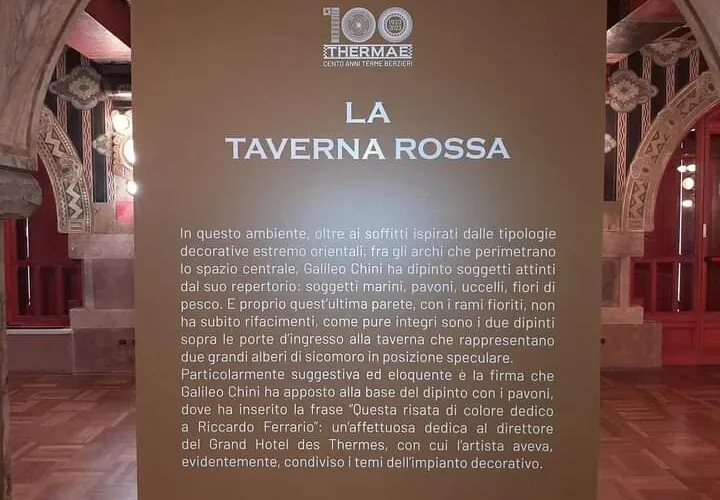 100
1923
2023
THERMAE
CENTO ANNI TERME BERZIERI
LA
TAVERNA ROSSA
In questo ambiente, oltre ai soffitti ispirati dalle tipologie
decorative estremo orientali, fra gli archi che perimetrano
lo spazio centrale, Galileo Chini ha dipinto soggetti attinti
dal suo repertorio: soggetti marini, pavoni, uccelli, fiori di
pesco. E proprio quest'ultima parete, con i rami fioriti, non
ha subito rifacimenti, come pure integri sono i due dipinti
sopra le porte d'ingresso alla taverna che rappresentano
due grandi alberi di sicomoro in posizione speculare.
Particolarmente suggestiva ed eloquente è la firma che
Galileo Chini ha apposto alla base del dipinto con i pavoni,
dove ha inserito la frase "Questa risata di colore dedico
a Riccardo Ferrario": un'affettuosa dedica al direttore
del Grand Hotel des Thermes, con cui l'artista aveva,
evidentemente, condiviso i temi dell'impianto decorativo.